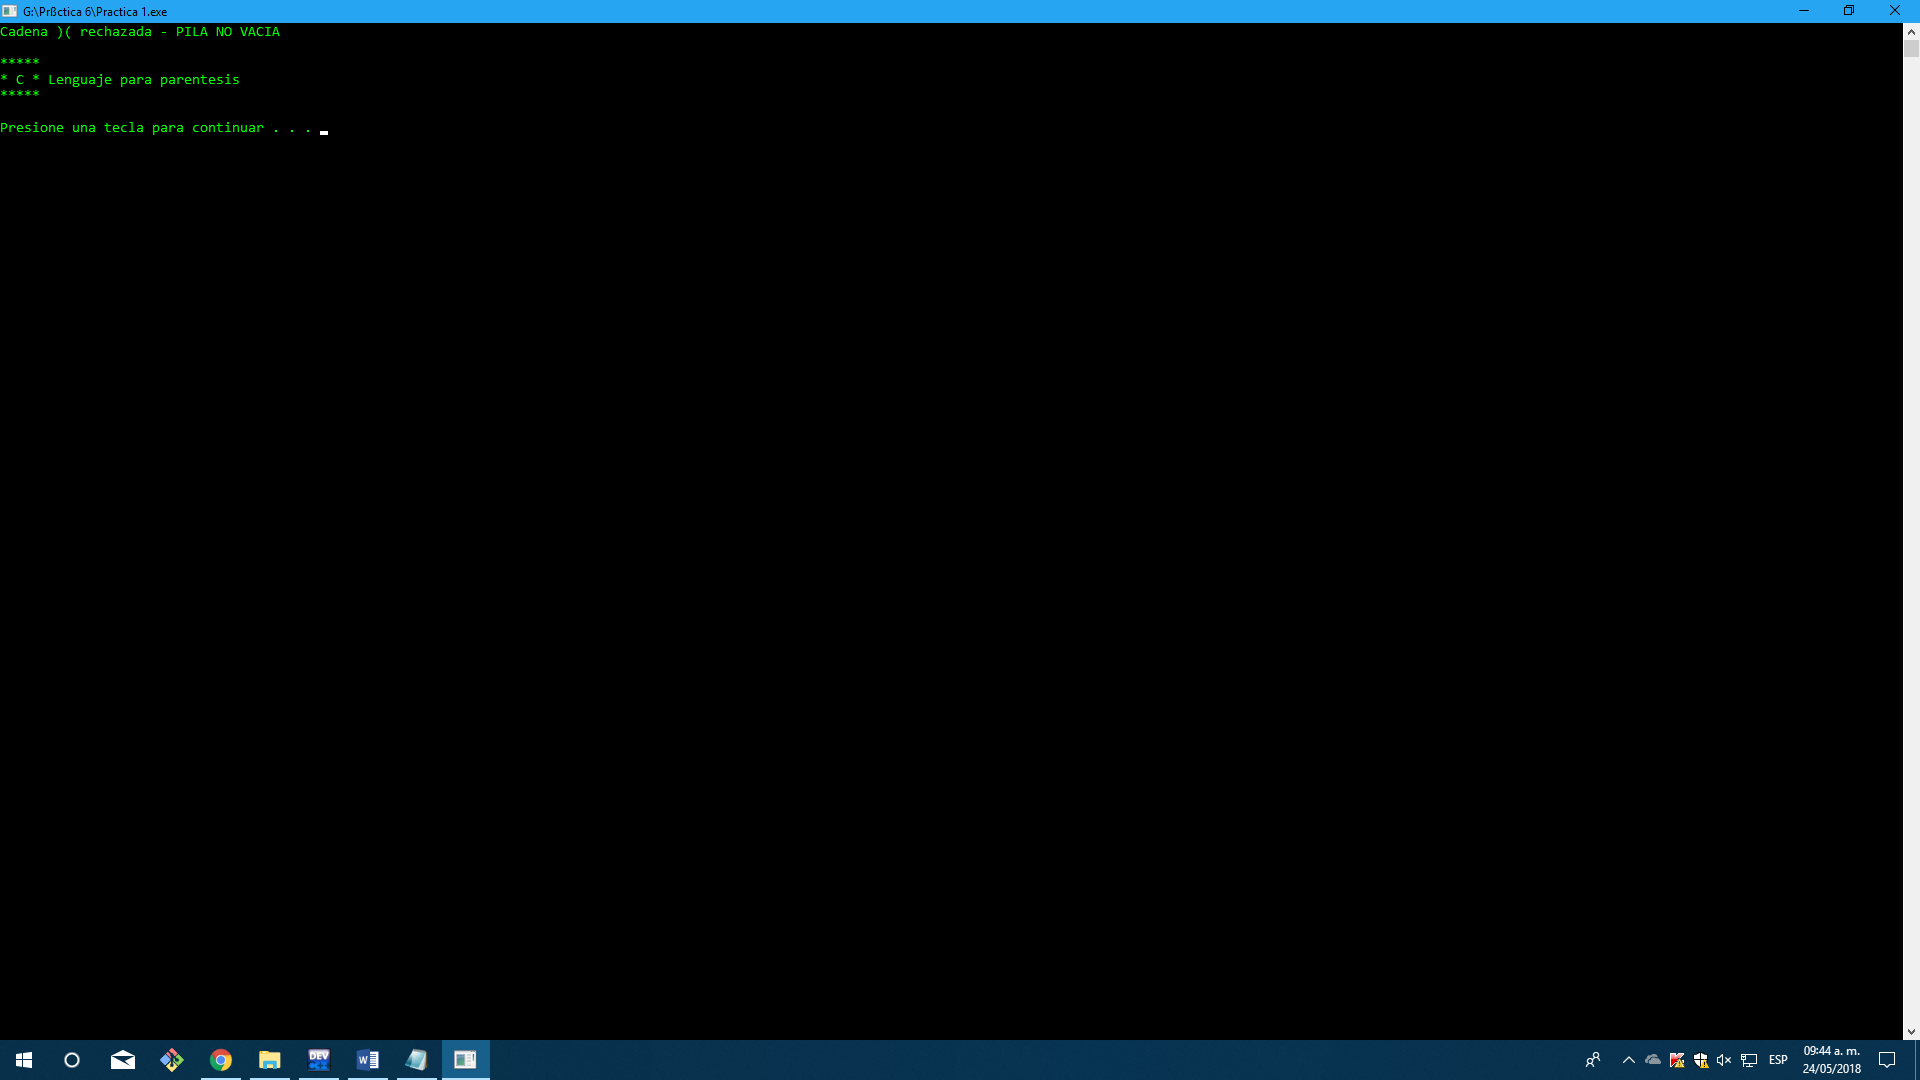 G:\Prßctica 6\Practica 1.exe
Cadena )( rechazada - PILA NO VACIA
*****
* C * Lenguaje para parentesis
*****
Presione una tecla para continuar . . .
DEV
C++
W
ESP
09:44 a. m.
24/05/2018